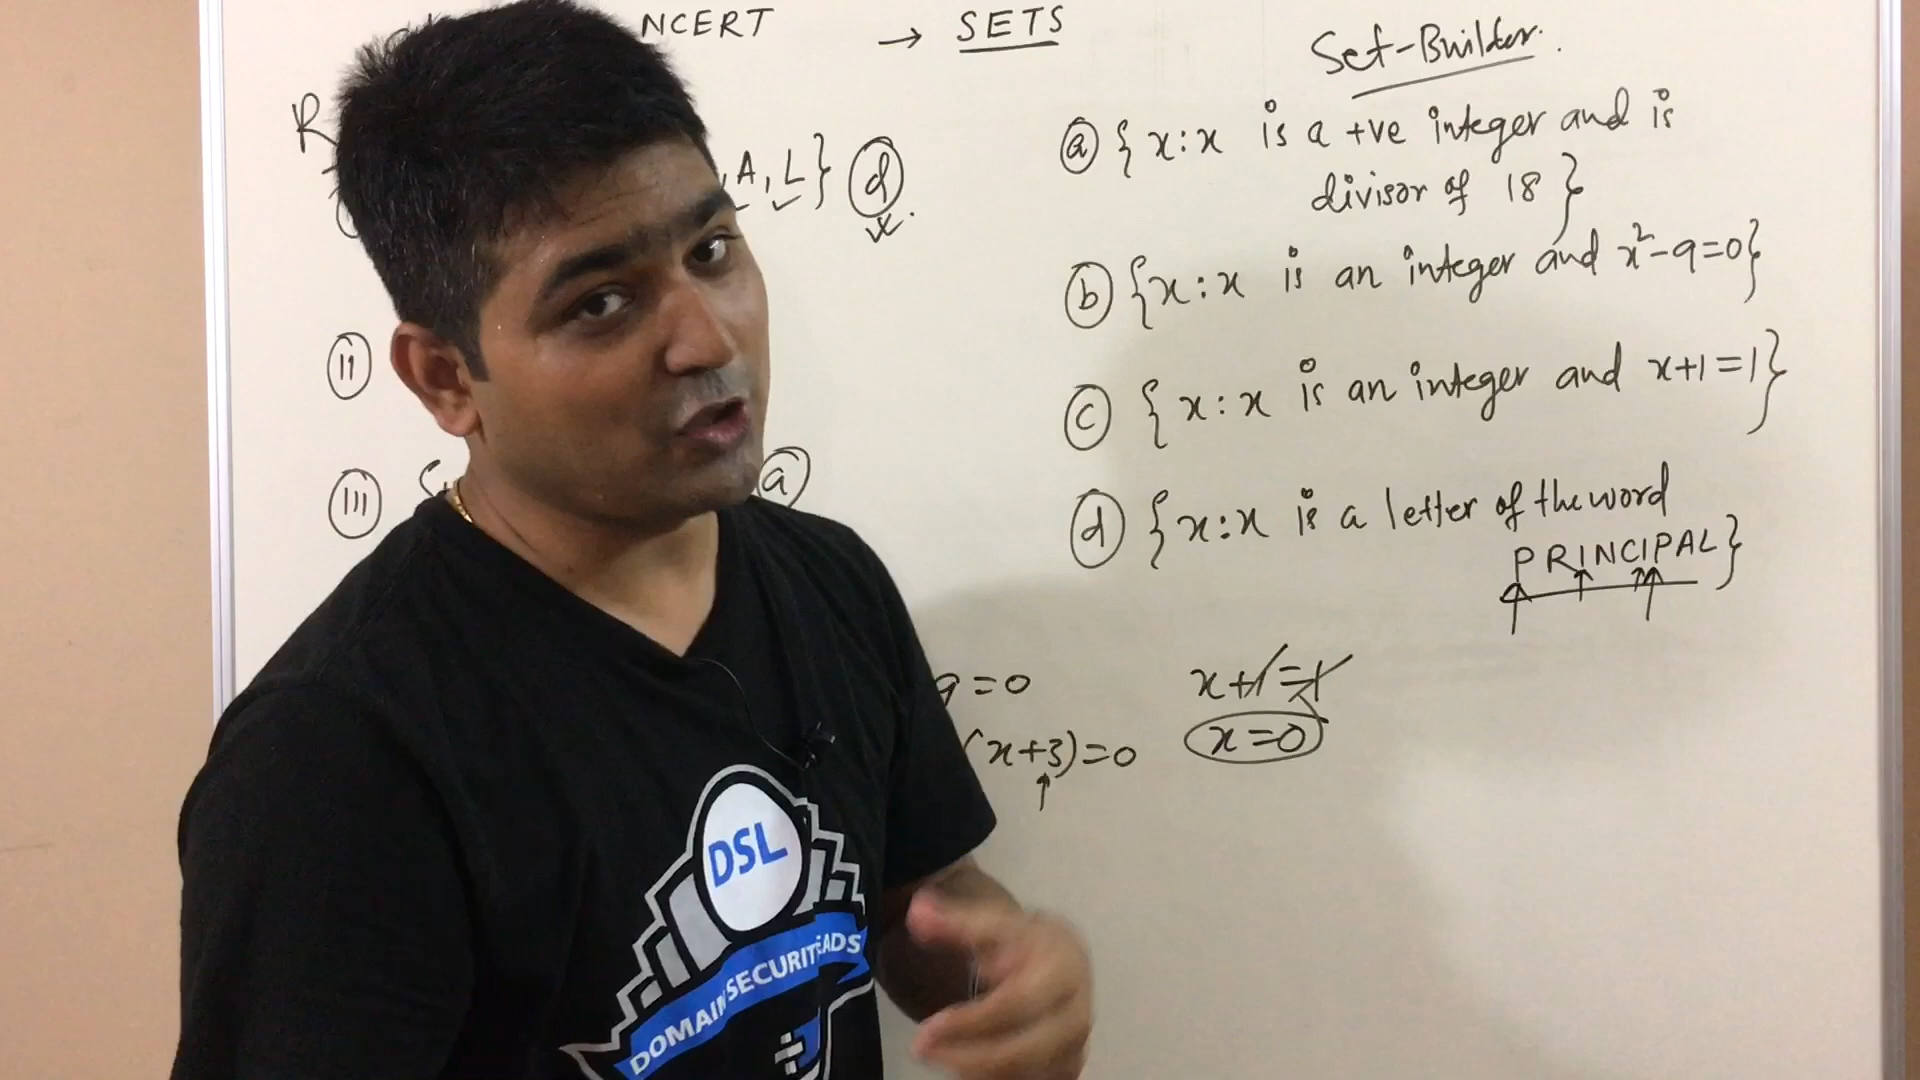 NCERT → SETS
Set-Builder.
R
, A, L} (d)
(a) {x:x is a +ve integer and is
divisor of 18}
(b) {x:x is an integer and x²-9=0}
(ii)
(c) {x:x is an integer and x+1=1}
(iii) (a)
(d) {x:x is a letter of the word
PRINCIPAL}
9=0
(x+3)=0
x+1=1
x=0
DSL
DOMAIN SECURITEADS